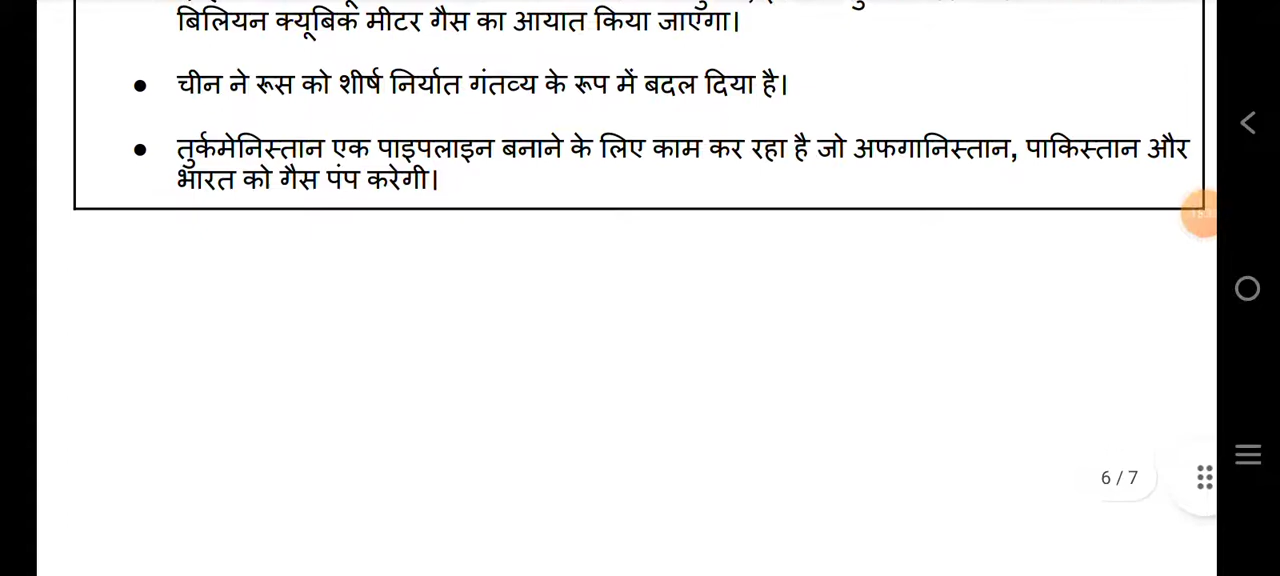 बिलियन क्यूबिक मीटर गैस का आयात किया जाएगा।
● चीन ने रूस को शीर्ष निर्यात गंतव्य के रूप में बदल दिया है।
● तुर्कमेनिस्तान एक पाइपलाइन बनाने के लिए काम कर रहा है जो अफगानिस्तान, पाकिस्तान और
भारत को गैस पंप करेगी।
6 / 7